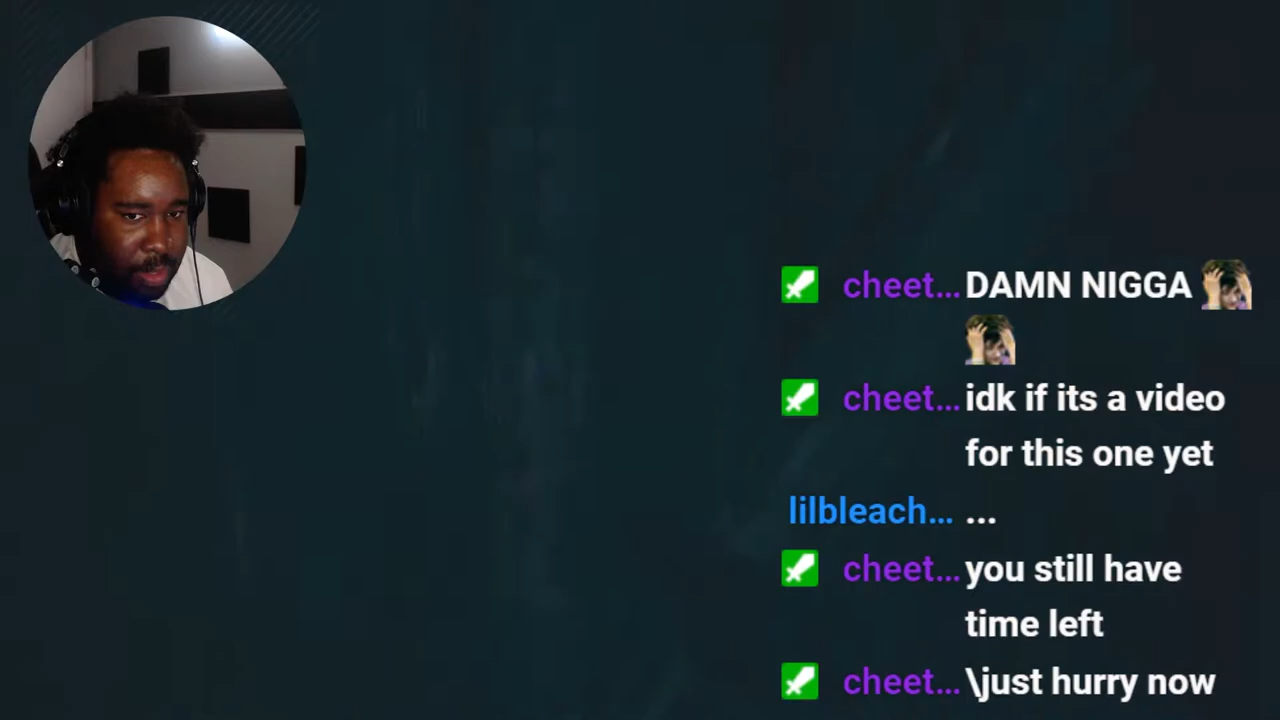 cheet... DAMN NIGGA
cheet... idk if its a video
for this one yet
lilbleach... ...
cheet... you still have
time left
cheet... \just hurry now